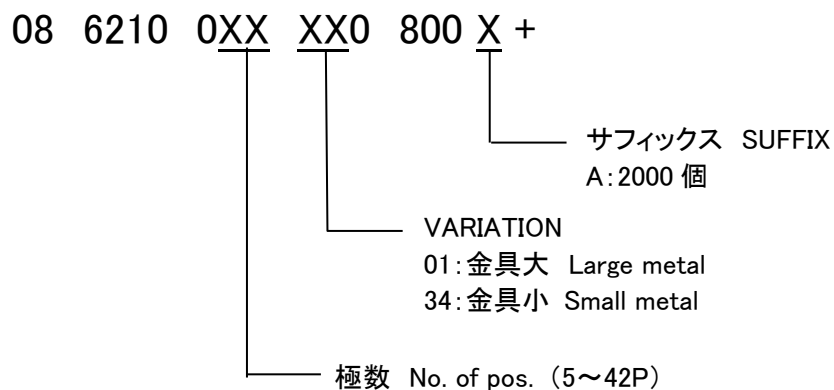 08 6210 0XX XX0 800 X +
サフィックス SUFFIX
A:2000 個
VARIATION
01:金具大 Large metal
34:金具小 Small metal
極数 No. of pos. (5～42P)